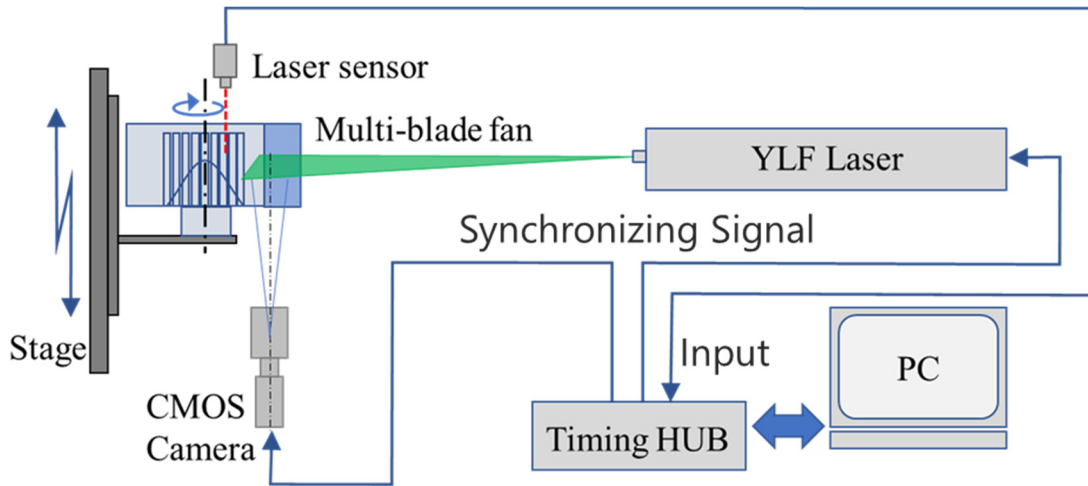 Laser sensor
Multi-blade fan
YLF Laser
Synchronizing Signal
Stage
Input
PC
CMOS
Camera
Timing HUB